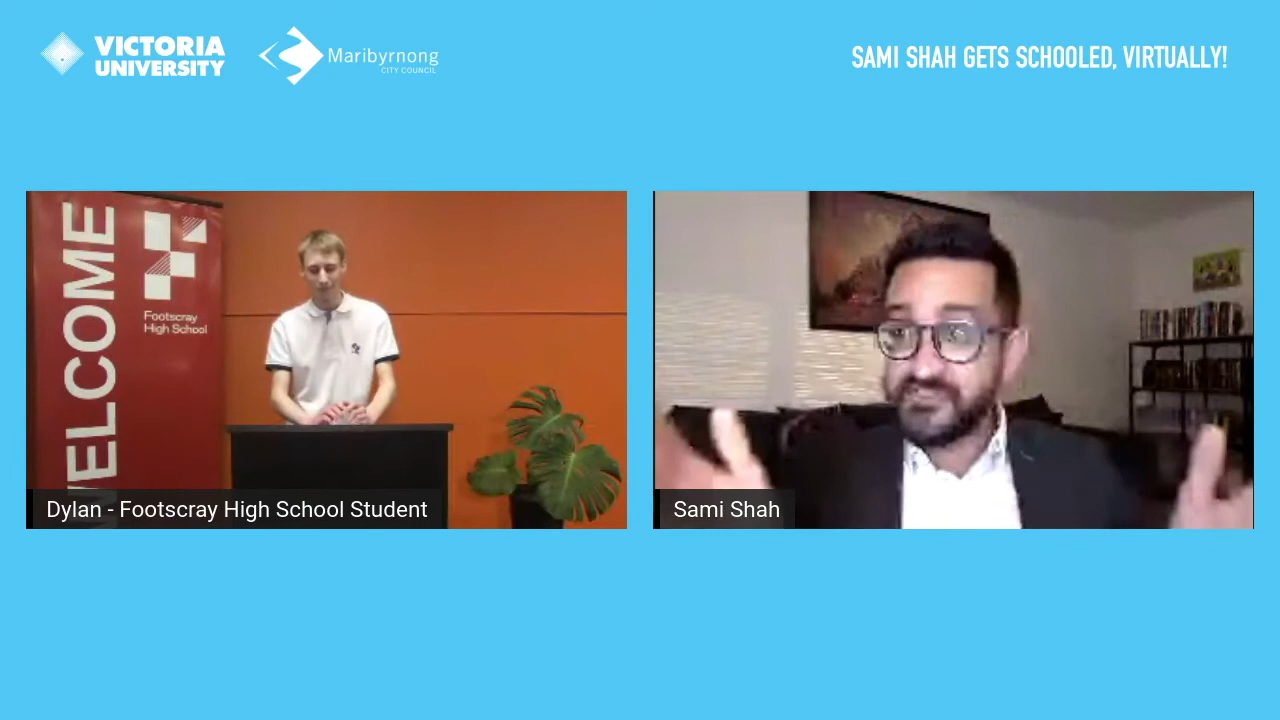 VICTORIA
UNIVERSITY
Maribyrnong
CITY COUNCIL
SAMI SHAH GETS SCHOOLED, VIRTUALLY!
WELCOME
Footscray
High School
Dylan - Footscray High School Student
Sami Shah